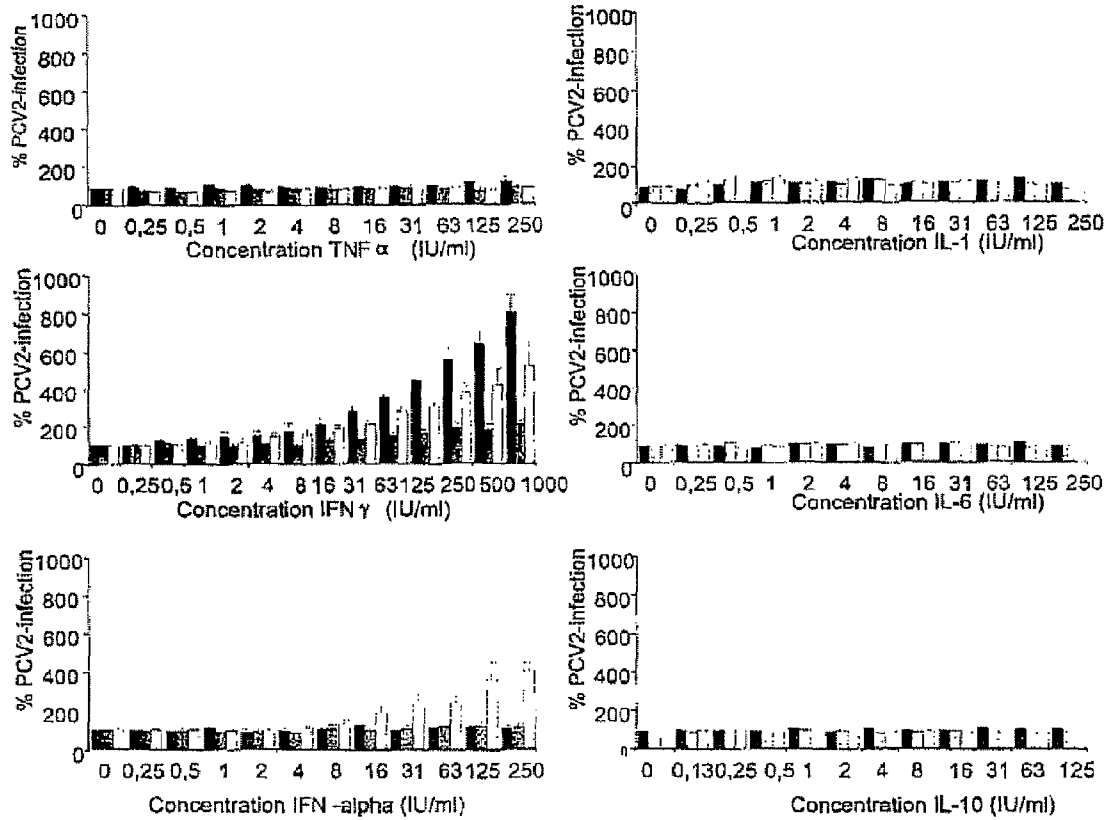 % PCV2-infection
1000
800
600
400
200
0
0 0,25 0,5 1 2 4 8 16 31 63 125 250
Concentration TNF α (IU/ml)
% PCV2-infection
1000
800
600
400
200
0
0 0,25 0,5 1 2 4 8 16 31 63 125 250
Concentration IL-1 (IU/ml)
% PCV2-infection
1000
800
600
400
200
0
0 0,25 0,5 1 2 4 8 16 31 63 125 250 500 1000
Concentration IFN γ (IU/ml)
% PCV2-infection
1000
800
600
400
200
0
0 0,25 0,5 1 2 4 8 16 31 63 125 250
Concentration IL-6 (IU/ml)
% PCV2-infection
1000
800
600
400
200
0
0 0,25 0,5 1 2 4 8 16 31 63 125 250
Concentration IFN -alpha (IU/ml)
% PCV2-infection
1000
800
600
400
200
0
0 0,130,25 0,5 1 2 4 8 16 31 63 125
Concentration IL-10 (IU/ml)